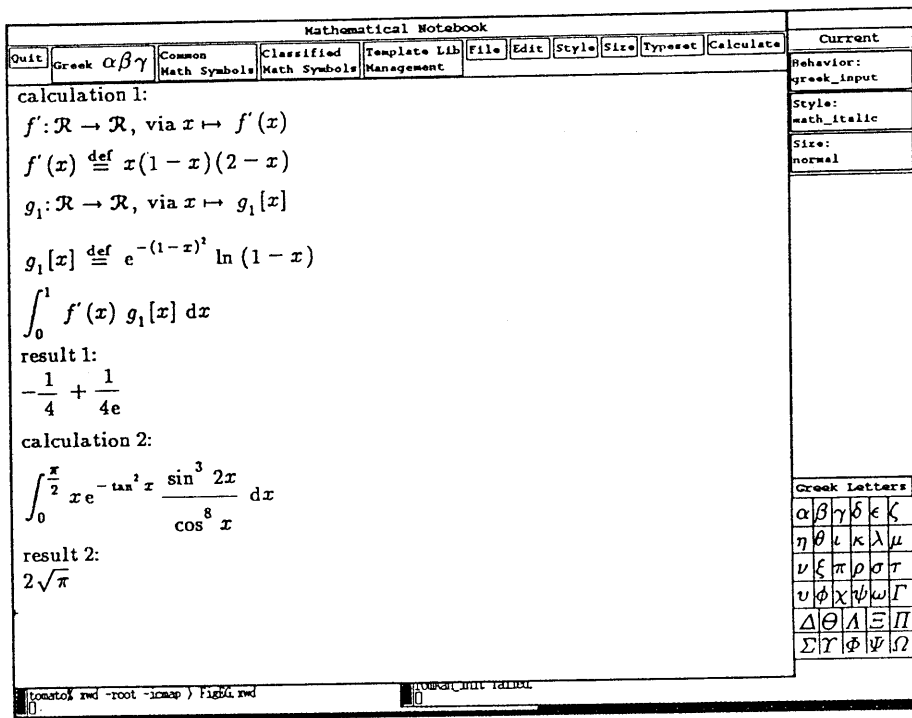 Mathematical Notebook
Quit Greek αβγ Common Math Symbols Classified Math Symbols Template Lib Management File Edit Style Size Typeset Calculate
calculation 1:
f′: ℛ → ℛ, via x ↦ f′(x)
f′(x) ≝ x(1 − x)(2 − x)
g₁: ℛ → ℛ, via x ↦ g₁[x]
g₁[x] ≝ e^{−(1−x)²} ln (1 − x)
∫₀¹ f′(x) g₁[x] dx
result 1:
−1/4 + 1/4e
calculation 2:
∫₀^{π/2} x e^{−tan² x} sin³ 2x / cos⁸ x dx
result 2:
2√π
Current
Behavior:
greek_input
Style:
math_italic
Size:
normal
Greek Letters
α β γ δ ϵ ζ
η θ ι κ λ μ
ν ξ π ρ σ τ
υ ϕ χ ψ ω Γ
Δ Θ Λ Ξ Π
Σ Υ Φ Ψ Ω
tomato% xwd -root -icmap > Fig8G.xwd
init failed